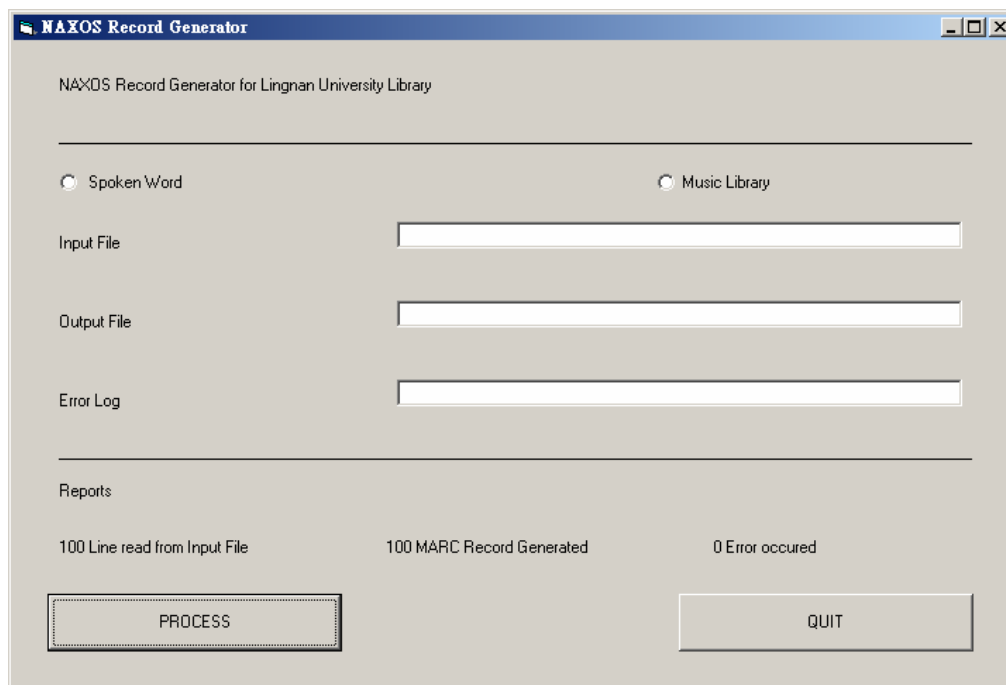 NAXOS Record Generator
NAXOS Record Generator for Lingnan University Library
Spoken Word Music Library
Input File
Output File
Error Log
Reports
100 Line read from Input File 100 MARC Record Generated 0 Error occured
PROCESS QUIT